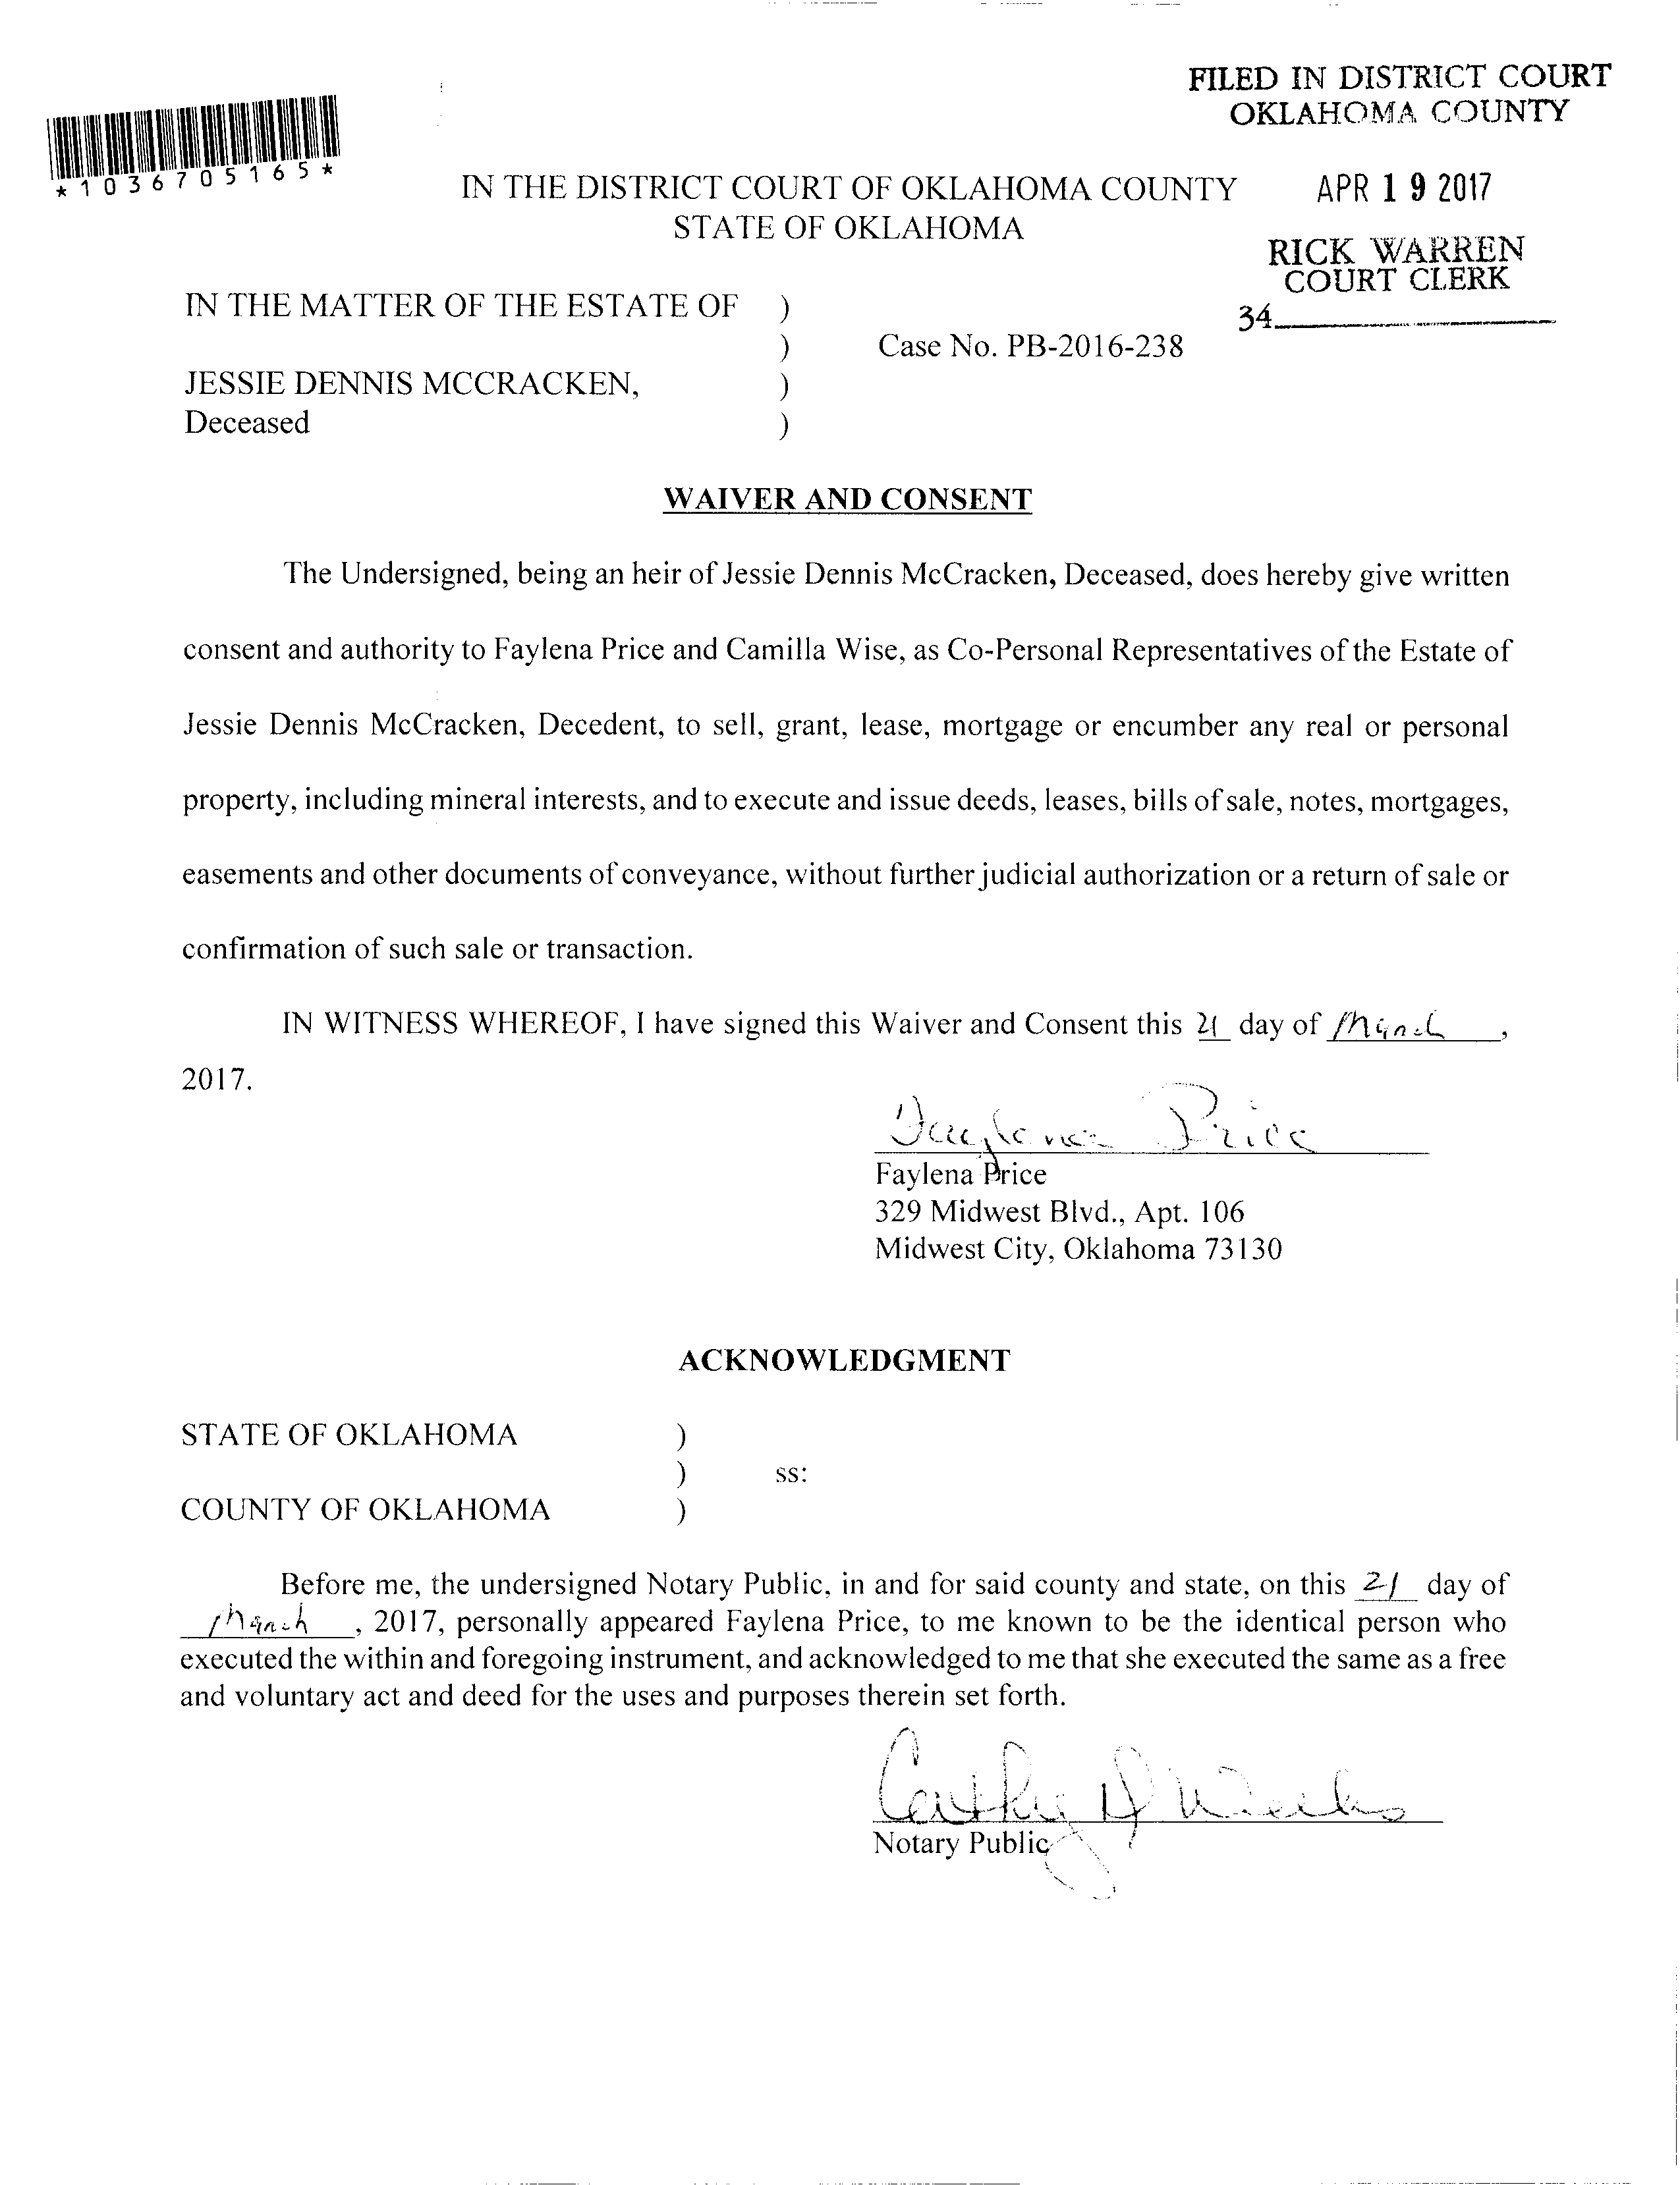 FILED IN DISTRICT COURT
OKLAHOMA COUNTY
*1036705165*
IN THE DISTRICT COURT OF OKLAHOMA COUNTY
STATE OF OKLAHOMA
APR 19 2017
RICK WARREN
COURT CLERK
34
IN THE MATTER OF THE ESTATE OF )
) Case No. PB-2016-238
JESSIE DENNIS MCCRACKEN, )
Deceased )
WAIVER AND CONSENT
The Undersigned, being an heir of Jessie Dennis McCracken, Deceased, does hereby give written
consent and authority to Faylena Price and Camilla Wise, as Co-Personal Representatives of the Estate of
Jessie Dennis McCracken, Decedent, to sell, grant, lease, mortgage or encumber any real or personal
property, including mineral interests, and to execute and issue deeds, leases, bills of sale, notes, mortgages,
easements and other documents of conveyance, without further judicial authorization or a return of sale or
confirmation of such sale or transaction.
IN WITNESS WHEREOF, I have signed this Waiver and Consent this 21 day of March,
2017.
Faylena Price
Faylena Price
329 Midwest Blvd., Apt. 106
Midwest City, Oklahoma 73130
ACKNOWLEDGMENT
STATE OF OKLAHOMA )
) ss:
COUNTY OF OKLAHOMA )
Before me, the undersigned Notary Public, in and for said county and state, on this 21 day of
March, 2017, personally appeared Faylena Price, to me known to be the identical person who
executed the within and foregoing instrument, and acknowledged to me that she executed the same as a free
and voluntary act and deed for the uses and purposes therein set forth.
Cathy D Weeks
Notary Public